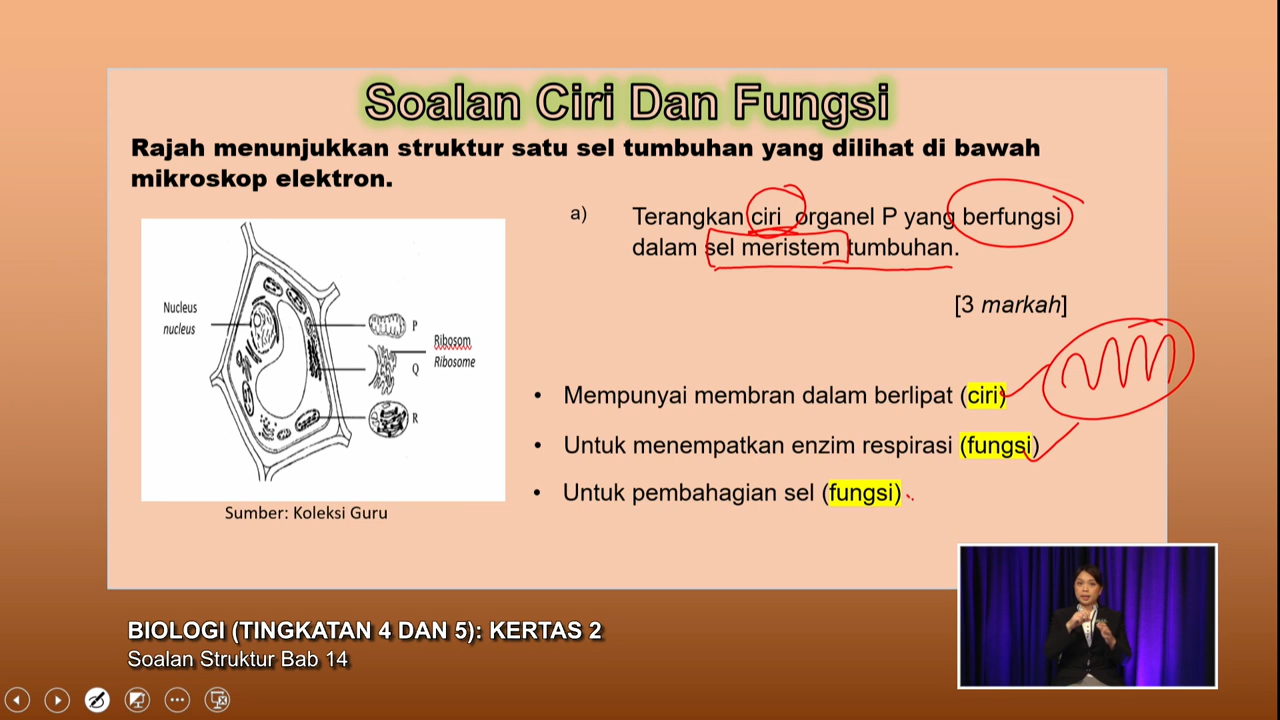 Soalan Ciri Dan Fungsi
Rajah menunjukkan struktur satu sel tumbuhan yang dilihat di bawah
mikroskop elektron.
a) Terangkan ciri organel P yang berfungsi
dalam sel meristem tumbuhan.
[3 markah]
Nucleus
nucleus
P
Ribosom
Ribosome
Q
R
Sumber: Koleksi Guru
• Mempunyai membran dalam berlipat (ciri)
• Untuk menempatkan enzim respirasi (fungsi)
• Untuk pembahagian sel (fungsi)
BIOLOGI (TINGKATAN 4 DAN 5): KERTAS 2
Soalan Struktur Bab 14